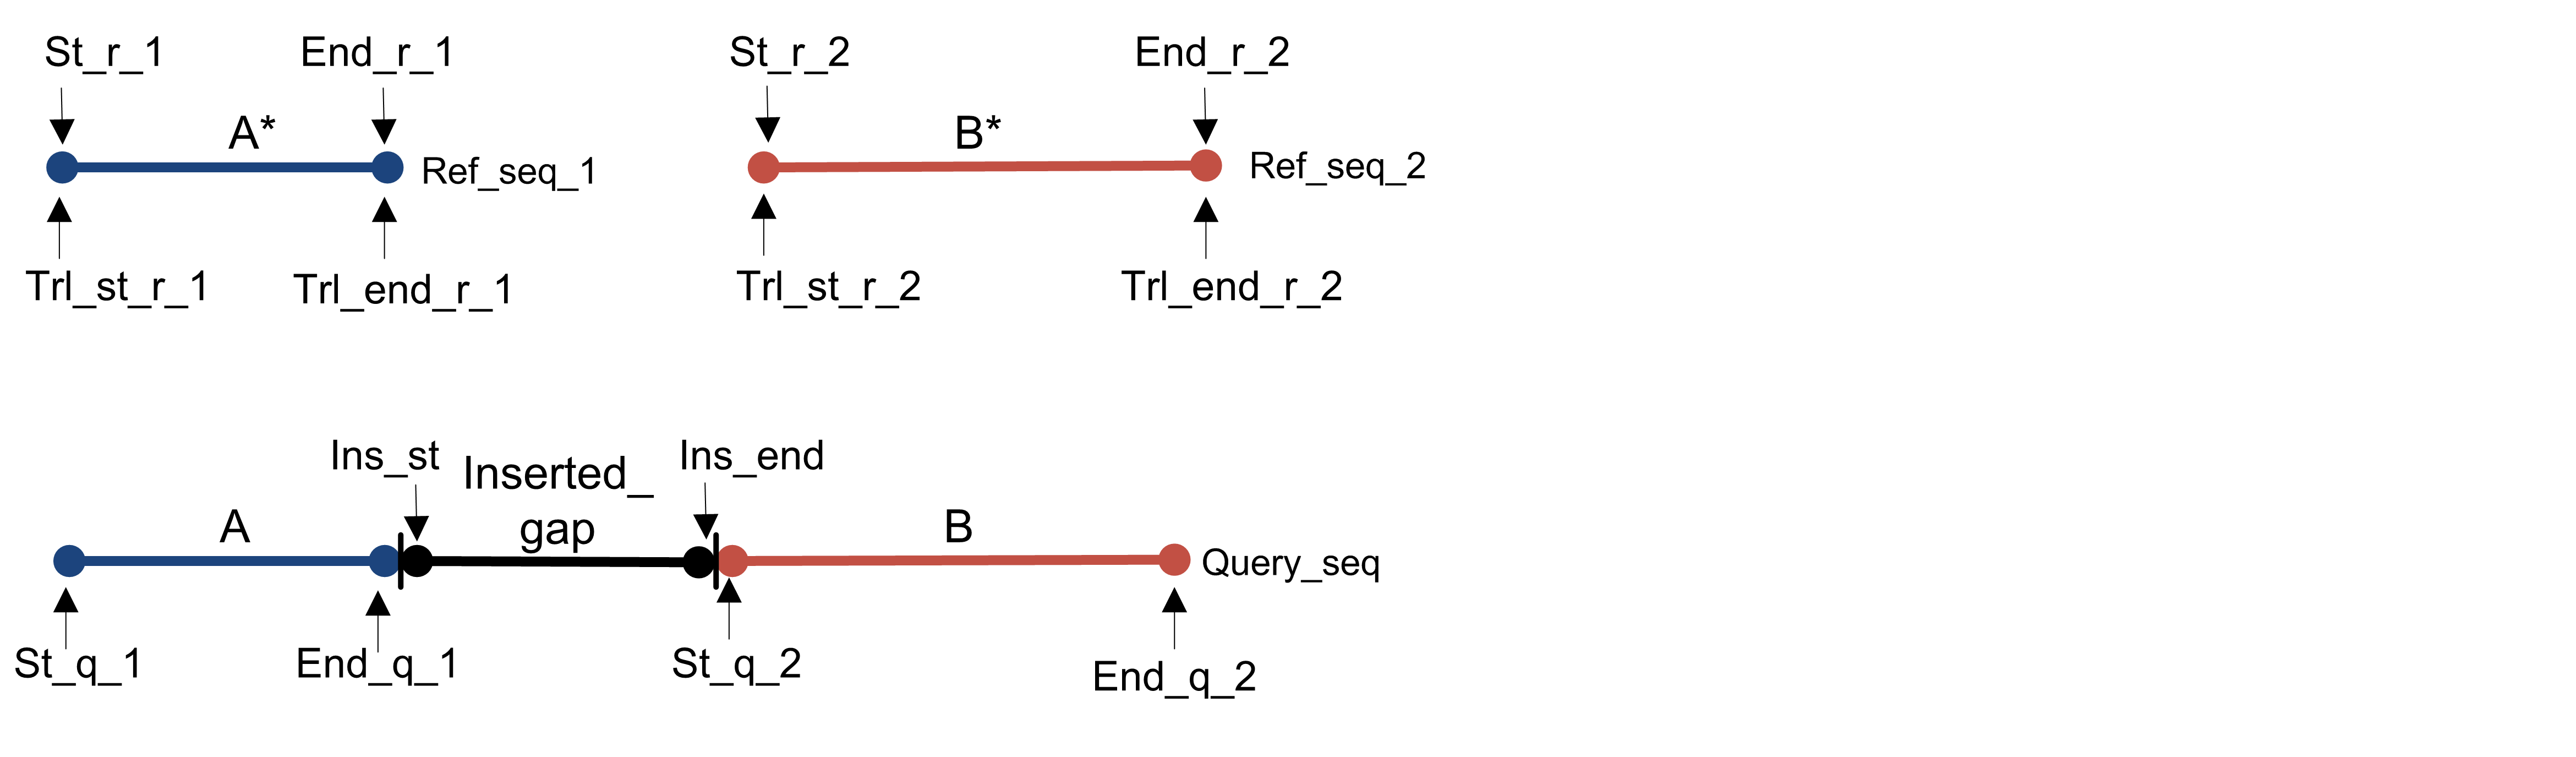 St_r_1
End_r_1
St_r_2
End_r_2
A*
B*
Ref_seq_1
Ref_seq_2
Trl_st_r_1
Trl_end_r_1
Trl_st_r_2
Trl_end_r_2
Ins_st
Inserted_
gap
Ins_end
A
B
Query_seq
St_q_1
End_q_1
St_q_2
End_q_2